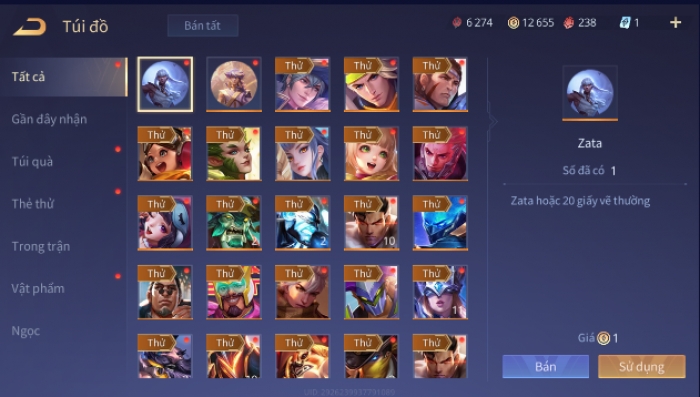 Túi đồ
Bán tất
6 274
12 655
238
1
Tất cả
Gần đây nhận
Túi quà
Thẻ thử
Trong trận
Vật phẩm
Ngọc
Thử Thử Thử
Thử Thử Thử Thử Thử
Thử Thử Thử Thử Thử
2 2 10
Thử Thử Thử Thử Thử
11
Thử Thử Thử Thử Thử
Zata
Số đã có 1
Zata hoặc 20 giấy vẽ thường
Giá 1
Bán
Sử dụng